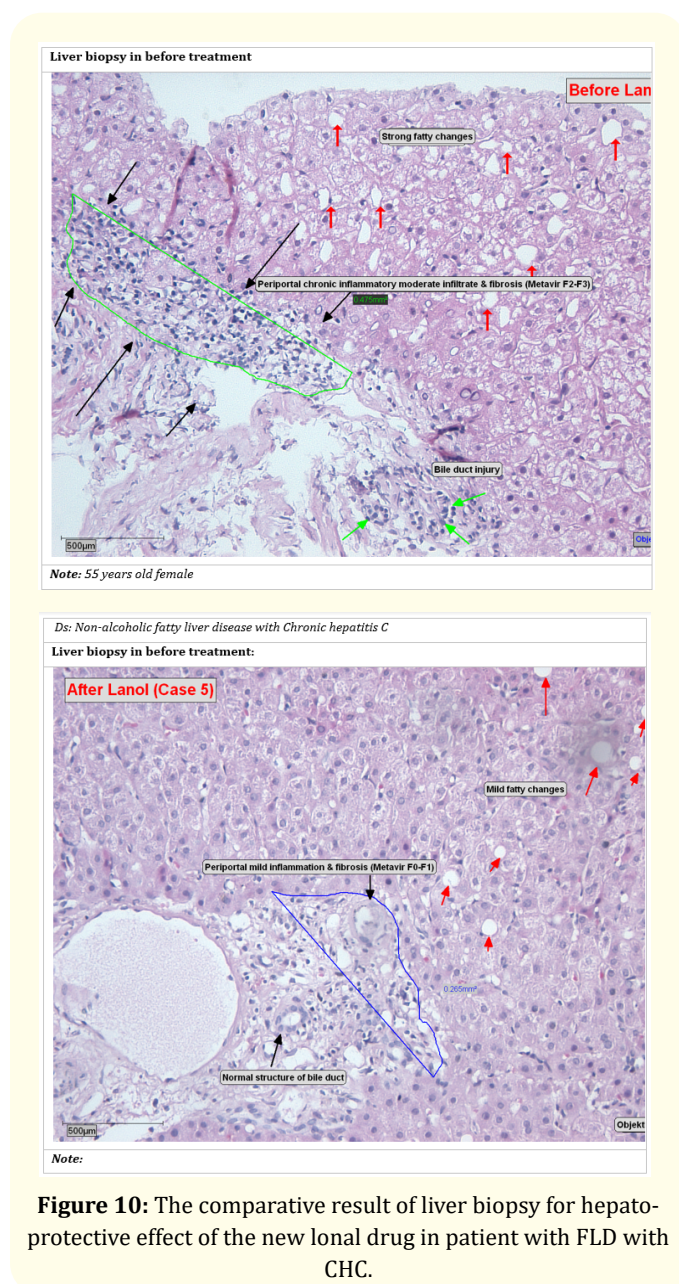 Liver biopsy in before treatment
Before Lan
Strong fatty changes
Periportal chronic inflammatory moderate infiltrate & fibrosis (Metavir F2-F3)
0.475mm²
Bile duct injury
500µm
Obje
Note: 55 years old female
Ds: Non-alcoholic fatty liver disease with Chronic hepatitis C
Liver biopsy in before treatment:
After Lanol (Case 5)
Mild fatty changes
Periportal mild inflammation & fibrosis (Metavir F0-F1)
0.265mm²
Normal structure of bile duct
500µm
Objekt
Note:
Figure 10: The comparative result of liver biopsy for hepato-
protective effect of the new lonal drug in patient with FLD with
CHC.